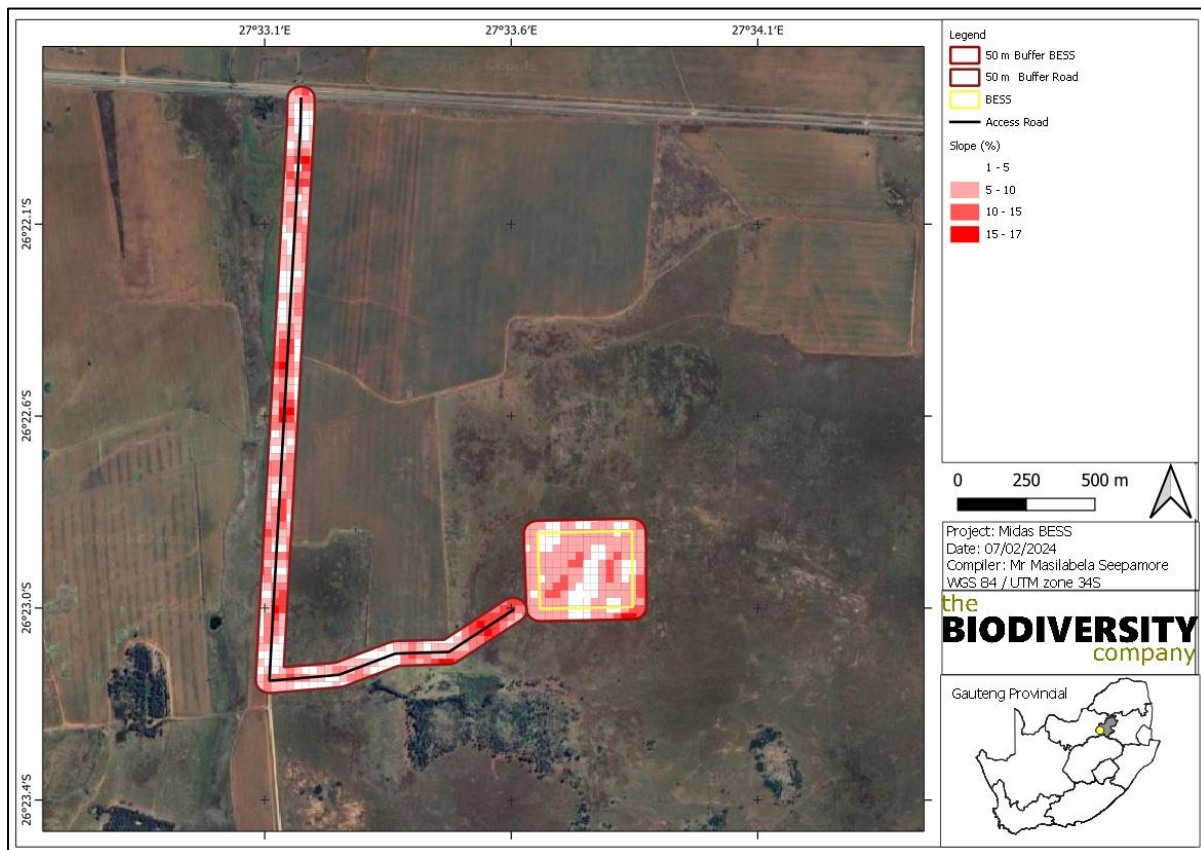 27°33.1'E 27°33.6'E 27°34.1'E
26°22.1'S
26°22.6'S
26°23.0'S
26°23.4'S
Legend
50 m Buffer BESS
50 m Buffer Road
BESS
Access Road
Slope (%)
1 - 5
5 - 10
10 - 15
15 - 17
0 250 500 m
Project: Midas BESS
Date: 07/02/2024
Compiler: Mr Masilabela Seepamore
WGS 84 / UTM zone 34S
the
BIODIVERSITY
company
Gauteng Provincial